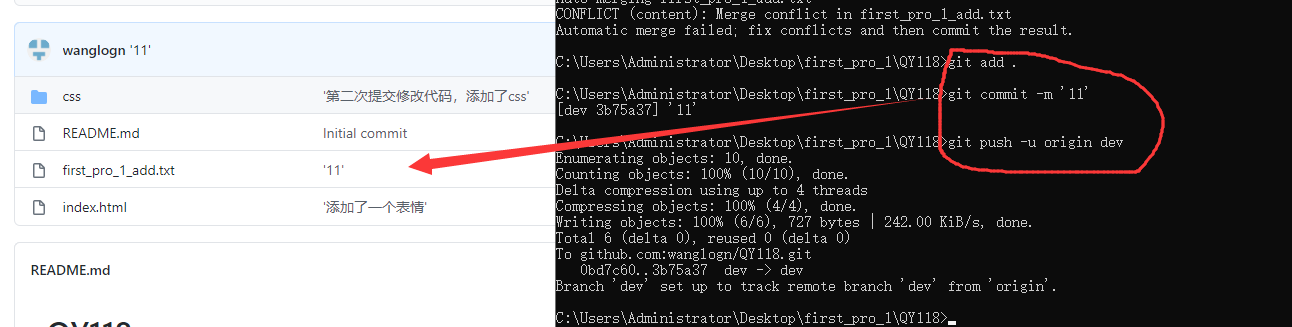 wanglogn '11'
css '第二次提交修改代码，添加了css'
README.md Initial commit
first_pro_1_add.txt '11'
index.html '添加了一个表情'
README.md
CONFLICT (content): Merge conflict in first_pro_1_add.txt
Automatic merge failed; fix conflicts and then commit the result.
C:\Users\Administrator\Desktop\first_pro_1\QY118>git add .
C:\Users\Administrator\Desktop\first_pro_1\QY118>git commit -m '11'
[dev 3b75a37] '11'
C:\Users\Administrator\Desktop\first_pro_1\QY118>git push -u origin dev
Enumerating objects: 10, done.
Counting objects: 100% (10/10), done.
Delta compression using up to 4 threads
Compressing objects: 100% (4/4), done.
Writing objects: 100% (6/6), 727 bytes | 242.00 KiB/s, done.
Total 6 (delta 0), reused 0 (delta 0)
To github.com:wanglogn/QY118.git
0bd7c60..3b75a37 dev -> dev
Branch 'dev' set up to track remote branch 'dev' from 'origin'.
C:\Users\Administrator\Desktop\first_pro_1\QY118>